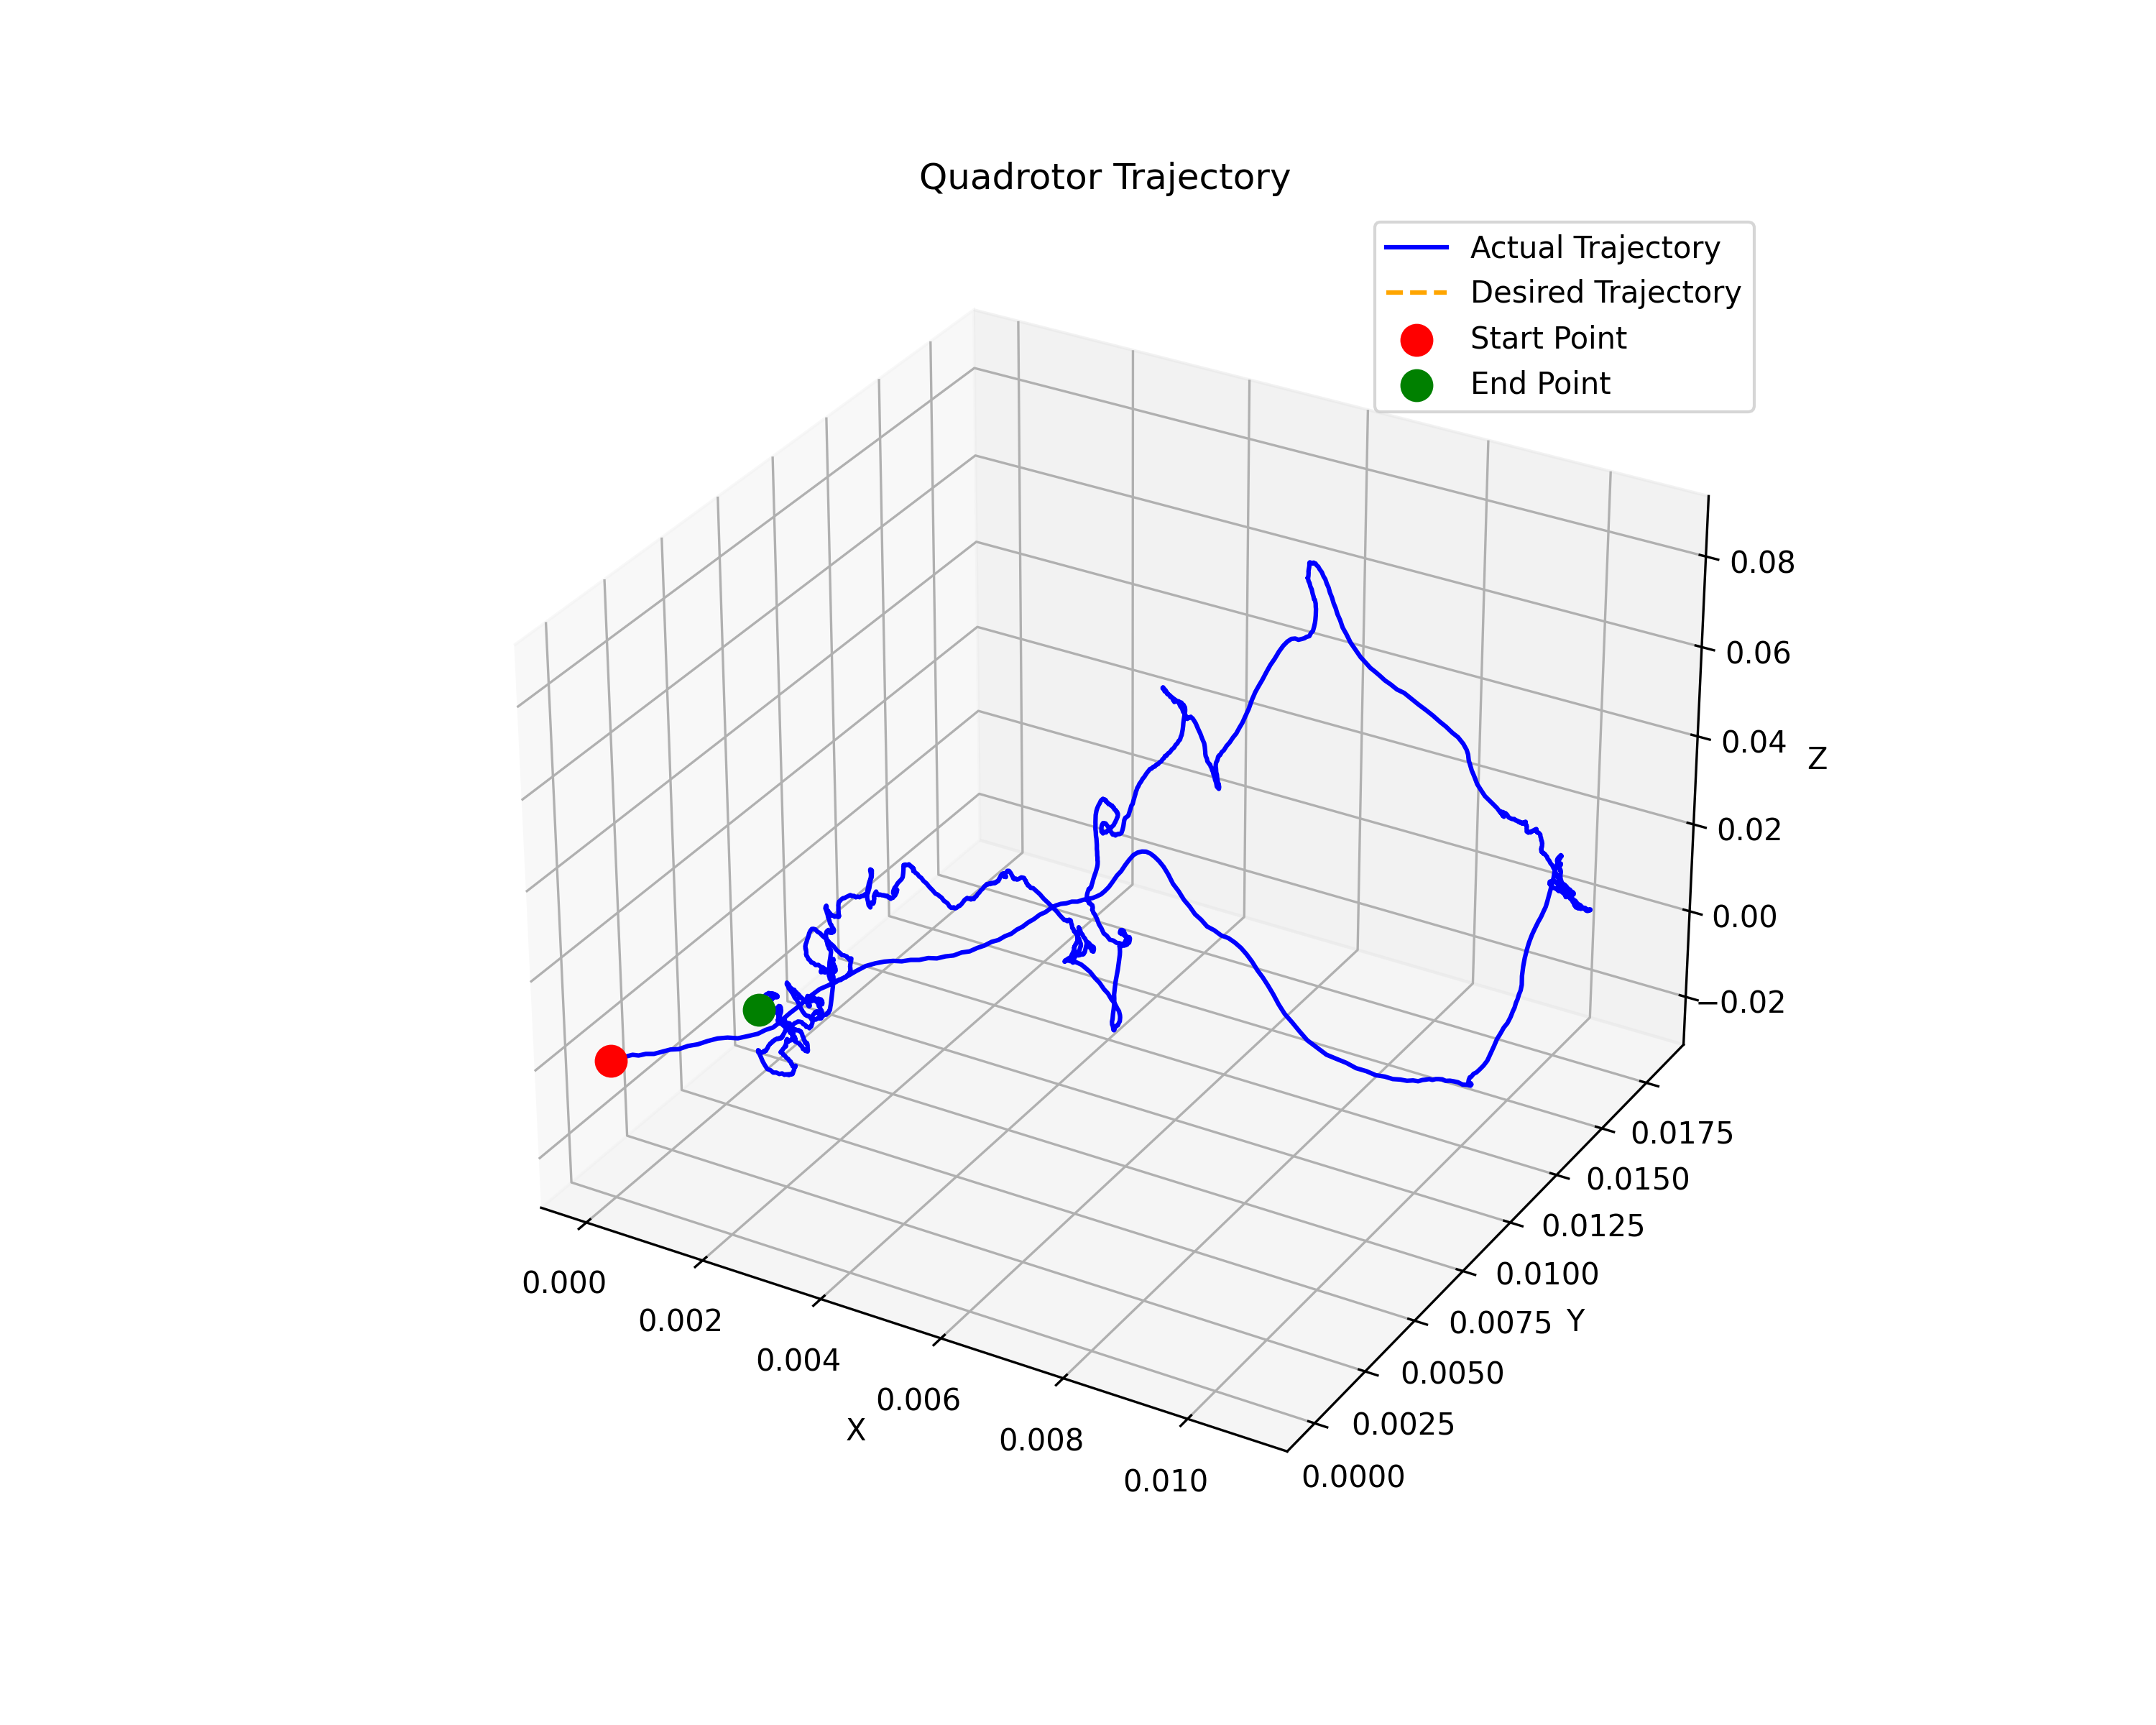 Quadrotor Trajectory
Actual Trajectory
Desired Trajectory
Start Point
End Point
0.08
0.06
0.04
Z
0.02
0.00
−0.02
0.0175
0.0150
0.0125
0.0100
0.0075
Y
0.0050
0.0025
0.0000
0.000
0.002
0.004
0.006
X
0.008
0.010